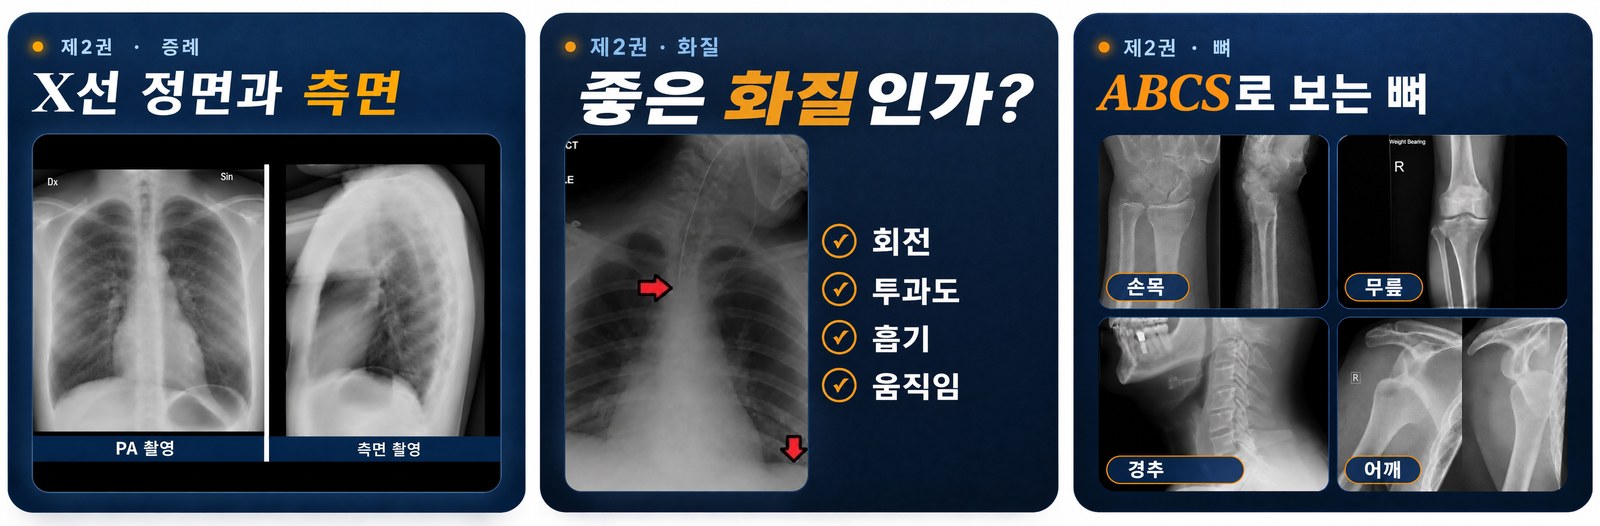 제2권 · 증례
X선 정면과 측면
Dx
Sin
PA 촬영
측면 촬영
제2권 · 화질
좋은 화질인가?
CT
LE
회전
투과도
흡기
움직임
제2권 · 뼈
ABCS로 보는 뼈
손목
Weight Bearing
R
무릎
경추
R
어깨